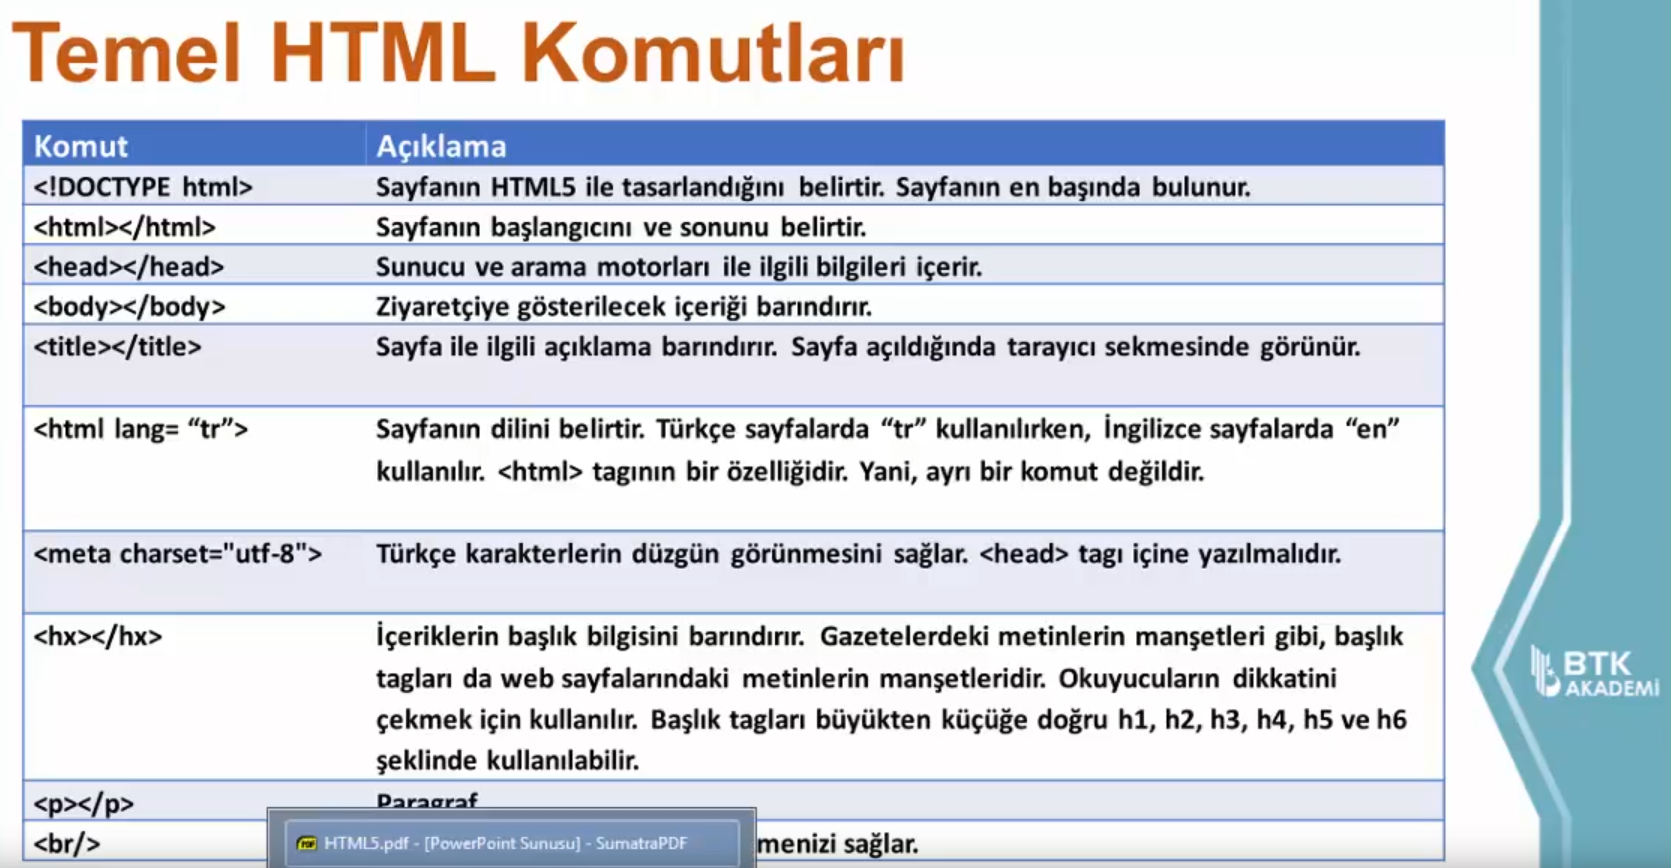 Temel HTML Komutları
Komut Açıklama
<!DOCTYPE html> Sayfanın HTML5 ile tasarlandığını belirtir. Sayfanın en başında bulunur.
<html></html> Sayfanın başlangıcını ve sonunu belirtir.
<head></head> Sunucu ve arama motorları ile ilgili bilgileri içerir.
<body></body> Ziyaretçiye gösterilecek içeriği barındırır.
<title></title> Sayfa ile ilgili açıklama barındırır. Sayfa açıldığında tarayıcı sekmesinde görünür.
<html lang= “tr”> Sayfanın dilini belirtir. Türkçe sayfalarda “tr” kullanılırken, İngilizce sayfalarda “en”
kullanılır. <html> tagının bir özelliğidir. Yani, ayrı bir komut değildir.
<meta charset="utf-8"> Türkçe karakterlerin düzgün görünmesini sağlar. <head> tagı içine yazılmalıdır.
<hx></hx> İçeriklerin başlık bilgisini barındırır. Gazetelerdeki metinlerin manşetleri gibi, başlık
tagları da web sayfalarındaki metinlerin manşetleridir. Okuyucuların dikkatini
çekmek için kullanılır. Başlık tagları büyükten küçüğe doğru h1, h2, h3, h4, h5 ve h6
şeklinde kullanılabilir.
<p></p> Paragraf
<br/> menizi sağlar.
HTML5.pdf - [PowerPoint Sunusu] - SumatraPDF
BTK
AKADEMİ